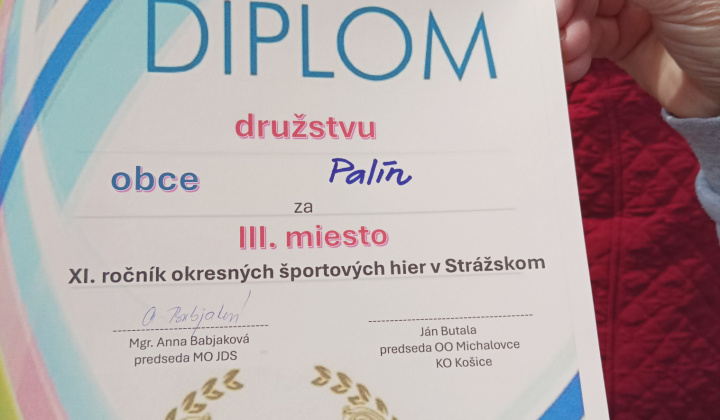 DIPLOM
družstvu
obce Palín
za
III. miesto
XI. ročník okresných športových hier v Strážskom
Mgr. Anna Babjaková
predseda MO JDS
Ján Butala
predseda OO Michalovce
KO Košice